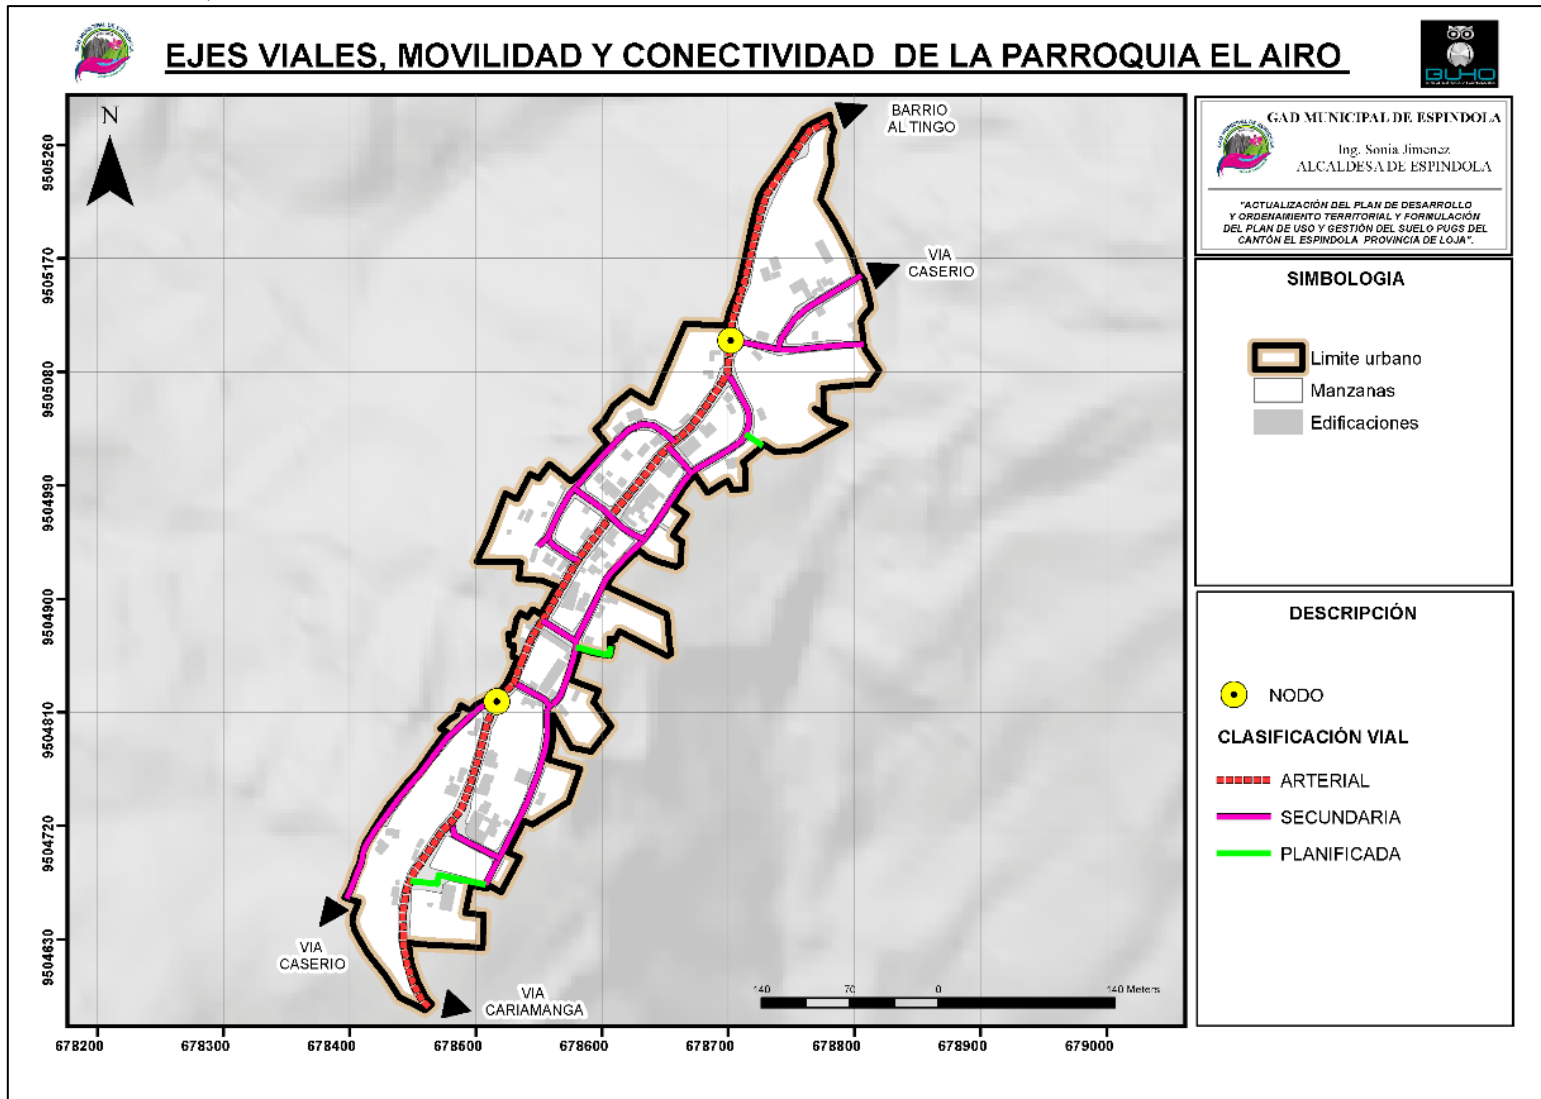 EJES VIALES, MOVILIDAD Y CONECTIVIDAD DE LA PARROQUIA EL AIRO
GAD MUNICIPAL DE ESPINDOLA
BUHO
GAD MUNICIPAL DE ESPINDOLA
Ing. Sonia Jimenez
ALCALDESA DE ESPINDOLA
"ACTUALIZACIÓN DEL PLAN DE DESARROLLO
Y ORDENAMIENTO TERRITORIAL Y FORMULACIÓN
DEL PLAN DE USO Y GESTIÓN DEL SUELO PUGS DEL
CANTÓN EL ESPINDOLA PROVINCIA DE LOJA".
SIMBOLOGIA
Limite urbano
Manzanas
Edificaciones
DESCRIPCIÓN
NODO
CLASIFICACIÓN VIAL
ARTERIAL
SECUNDARIA
PLANIFICADA
N
BARRIO
AL TINGO
VIA
CASERIO
VIA
CASERIO
VIA
CARIAMANGA
140 70 0 140 Meters
9505260
9505170
9505080
9504990
9504900
9504810
9504720
9504630
678200 678300 678400 678500 678600 678700 678800 678900 679000